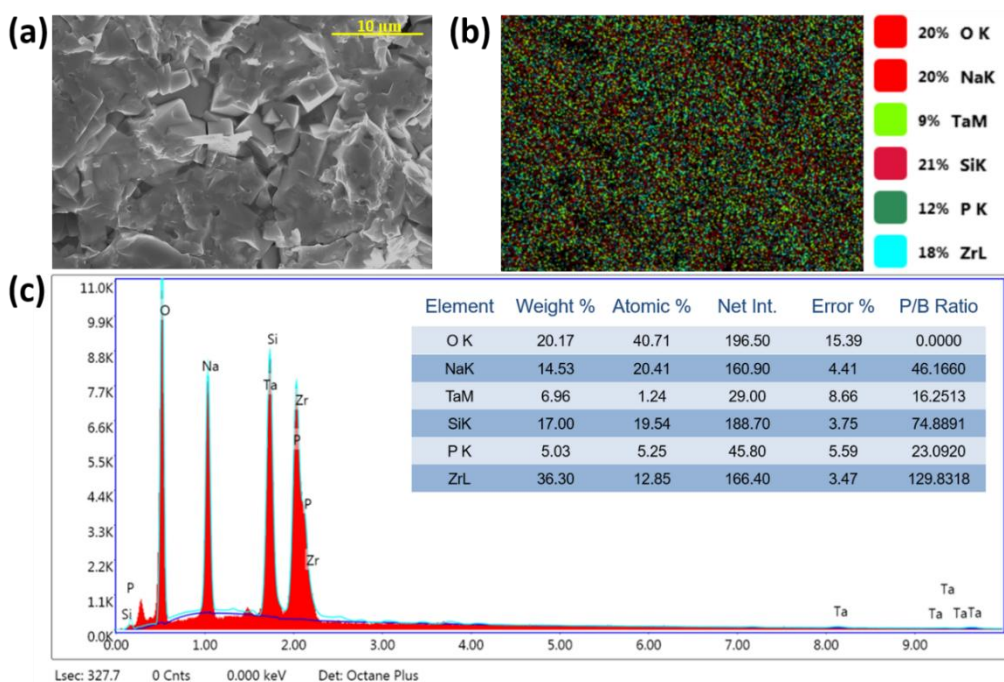 (a)
10 µm
(b)
20% O K
20% NaK
9% TaM
21% SiK
12% P K
18% ZrL
(c)
11.0K
9.9K
8.8K
7.7K
6.6K
5.5K
4.4K
3.3K
2.2K
1.1K
0.0K
O
Na
Si
Ta
Zr
P
P
Zr
P
Si
Ta
Ta
Ta
TaTa
0.00 1.00 2.00 3.00 4.00 5.00 6.00 7.00 8.00 9.00
Element Weight % Atomic % Net Int. Error % P/B Ratio
O K 20.17 40.71 196.50 15.39 0.0000
NaK 14.53 20.41 160.90 4.41 46.1660
TaM 6.96 1.24 29.00 8.66 16.2513
SiK 17.00 19.54 188.70 3.75 74.8891
P K 5.03 5.25 45.80 5.59 23.0920
ZrL 36.30 12.85 166.40 3.47 129.8318
Lsec: 327.7 0 Cnts 0.000 keV Det: Octane Plus